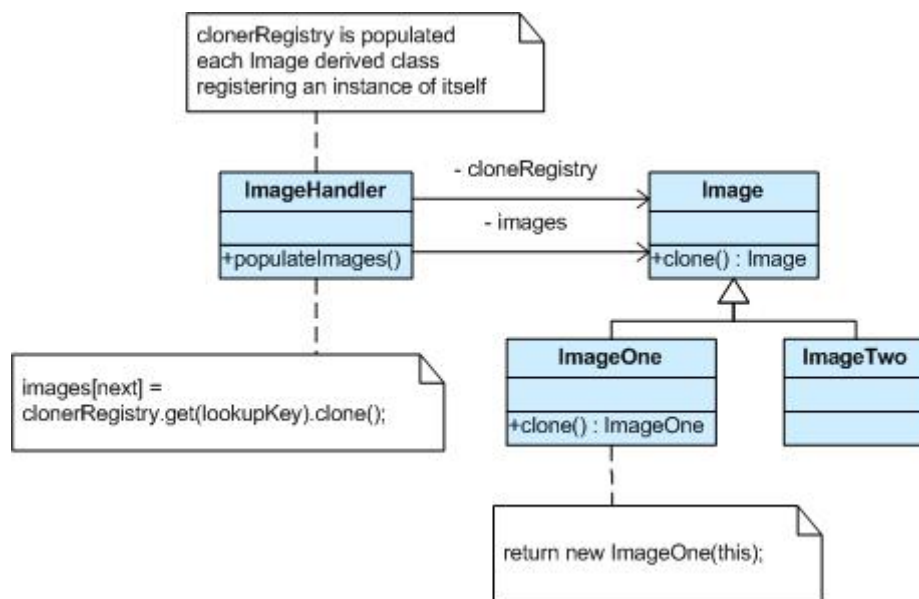 clonerRegistry is populated
each Image derived class
registering an instance of itself
ImageHandler
+populateImages()
- cloneRegistry
- images
Image
+clone() : Image
images[next] =
clonerRegistry.get(lookupKey).clone();
ImageOne
+clone() : ImageOne
ImageTwo
return new ImageOne(this);